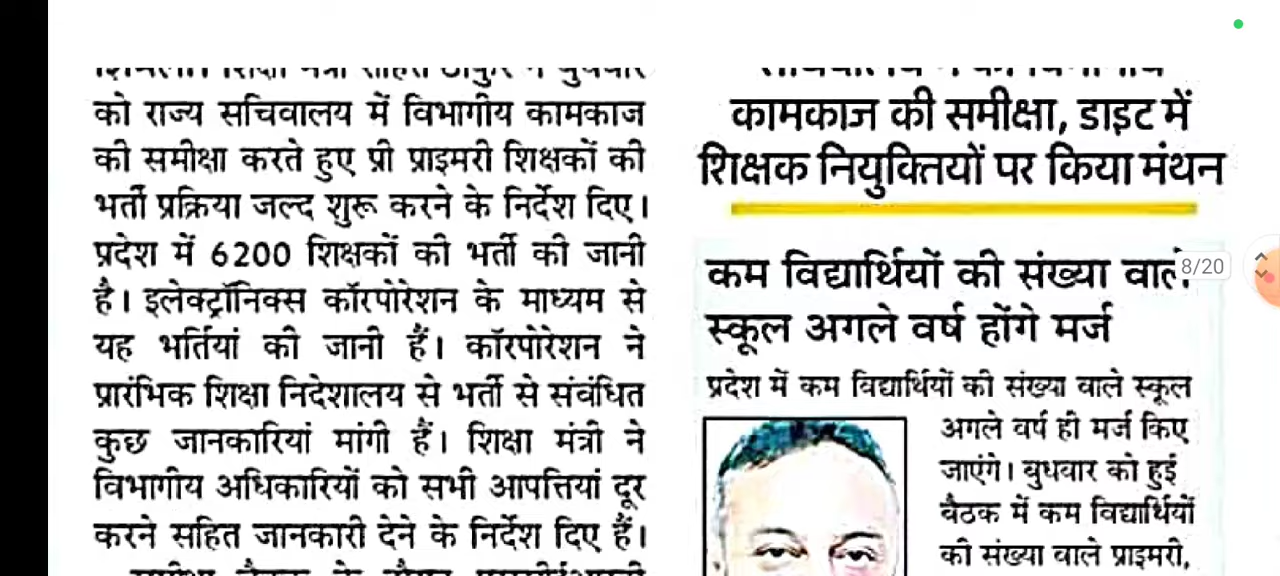 को राज्य सचिवालय में विभागीय कामकाज
की समीक्षा करते हुए प्री प्राइमरी शिक्षकों की
भर्ती प्रक्रिया जल्द शुरू करने के निर्देश दिए।
प्रदेश में 6200 शिक्षकों की भर्ती की जानी
है। इलेक्ट्रॉनिक्स कॉरपोरेशन के माध्यम से
यह भर्तियां की जानी हैं। कॉरपोरेशन ने
प्रारंभिक शिक्षा निदेशालय से भर्ती से संबंधित
कुछ जानकारियां मांगी हैं। शिक्षा मंत्री ने
विभागीय अधिकारियों को सभी आपत्तियां दूर
करने सहित जानकारी देने के निर्देश दिए हैं।
कामकाज की समीक्षा, डाइट में
शिक्षक नियुक्तियों पर किया मंथन
कम विद्यार्थियों की संख्या वाले
8/20
स्कूल अगले वर्ष होंगे मर्ज
प्रदेश में कम विद्यार्थियों की संख्या वाले स्कूल
अगले वर्ष ही मर्ज किए
जाएंगे। बुधवार को हुई
बैठक में कम विद्यार्थियों
की संख्या वाले प्राइमरी,